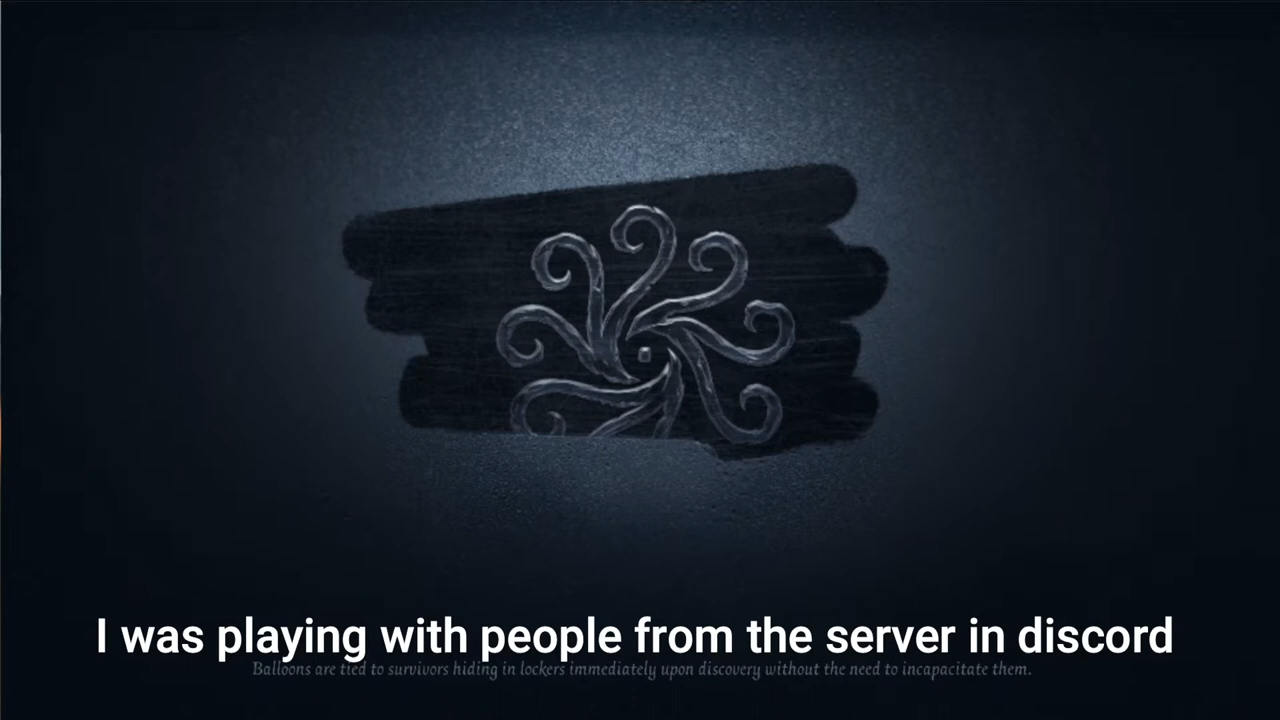 I was playing with people from the server in discord
Balloons are tied to survivors hiding in lockers immediately upon discovery without the need to incapacitate them.